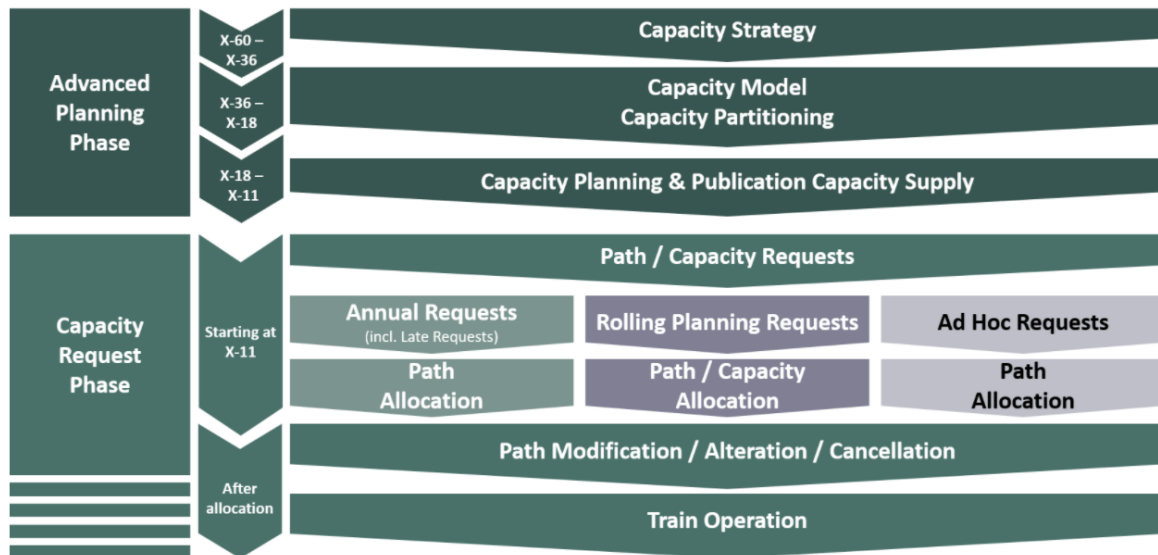 Advanced
Planning
Phase
X-60 –
X-36
Capacity Strategy
X-36 –
X-18
Capacity Model
Capacity Partitioning
X-18 –
X-11
Capacity Planning & Publication Capacity Supply
Capacity
Request
Phase
Starting at
X-11
Path / Capacity Requests
Annual Requests
(incl. Late Requests)
Rolling Planning Requests
Ad Hoc Requests
Path
Allocation
Path / Capacity
Allocation
Path
Allocation
After
allocation
Path Modification / Alteration / Cancellation
Train Operation